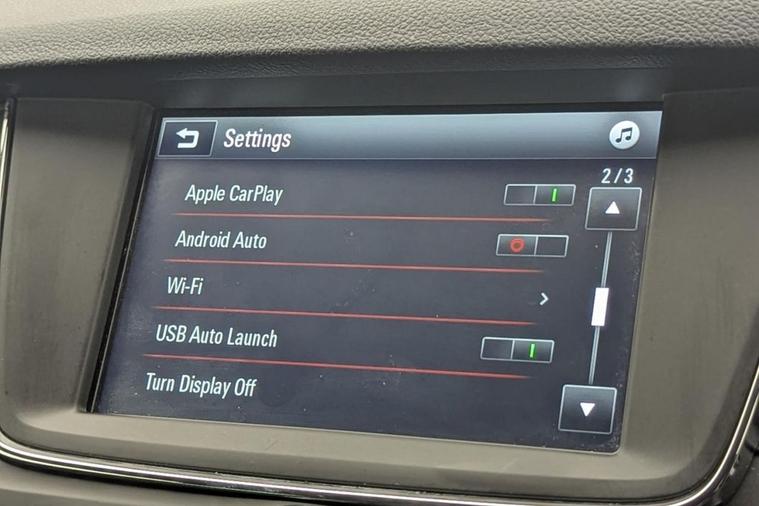 Settings
2/3
Apple CarPlay
Android Auto
Wi-Fi
USB Auto Launch
Turn Display Off